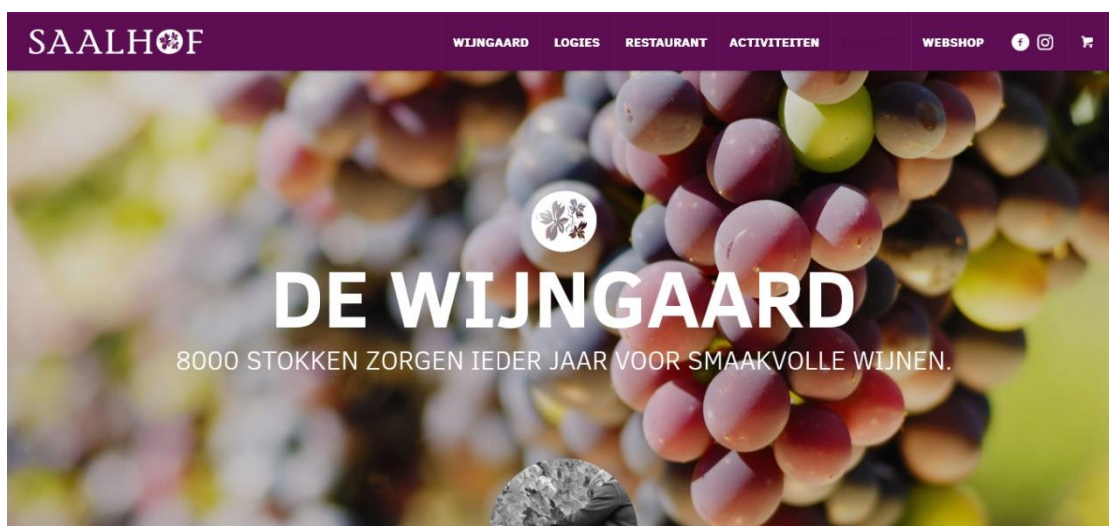 SAALHOF
WIJNGAARD LOGIES RESTAURANT ACTIVITEITEN WEBSHOP
DE WIJNGAARD
8000 STOKKEN ZORGEN IEDER JAAR VOOR SMAAKVOLLE WIJNEN.